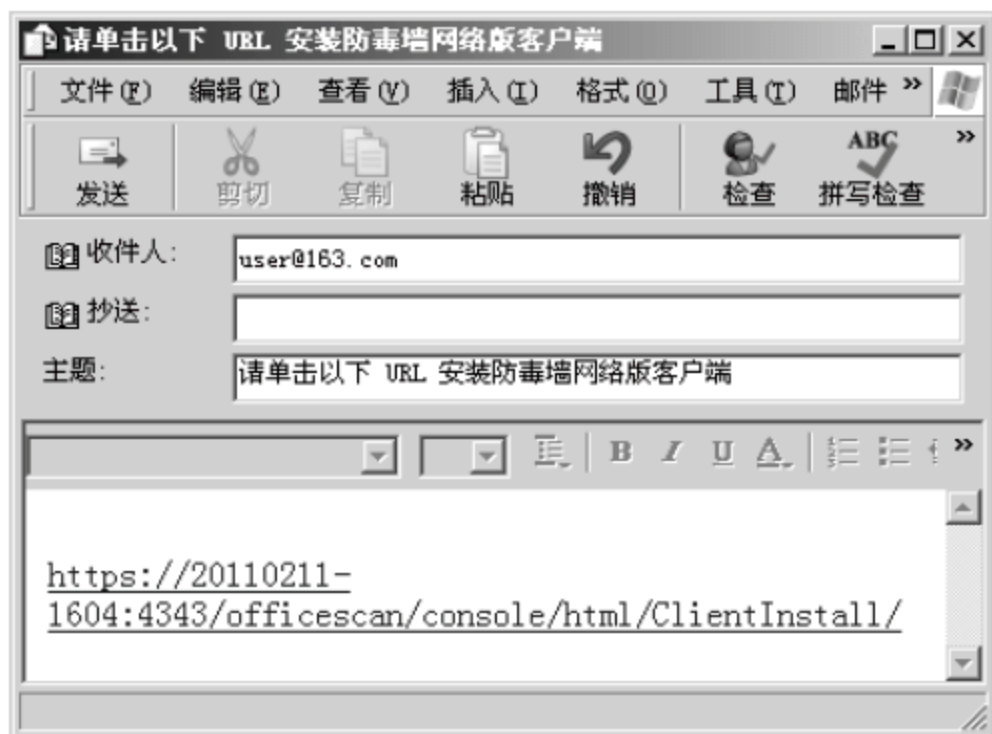 请单击以下 URL 安装防毒墙网络版客户端
文件(F) 编辑(E) 查看(V) 插入(I) 格式(O) 工具(T) 邮件 »
发送 剪切 复制 粘贴 撤销 检查 ABC 拼写检查 »
收件人: user@163.com
抄送:
主题: 请单击以下 URL 安装防毒墙网络版客户端
B I U A »
https://20110211-
1604:4343/officescan/console/html/ClientInstall/